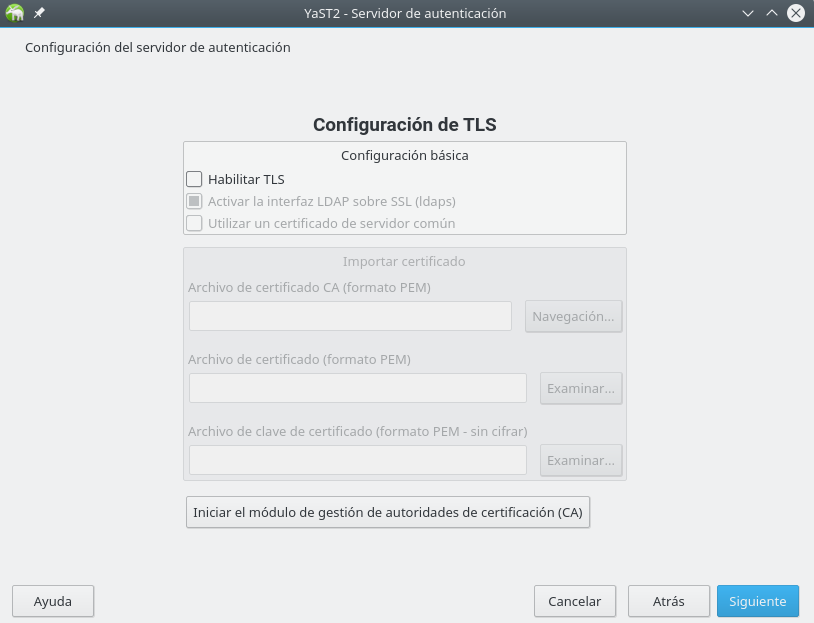 YaST2 - Servidor de autenticación
Configuración del servidor de autenticación
Configuración de TLS
Configuración básica
Habilitar TLS
Activar la interfaz LDAP sobre SSL (ldaps)
Utilizar un certificado de servidor común
Importar certificado
Archivo de certificado CA (formato PEM)
Navegación...
Archivo de certificado (formato PEM)
Examinar...
Archivo de clave de certificado (formato PEM - sin cifrar)
Examinar...
Iniciar el módulo de gestión de autoridades de certificación (CA)
Ayuda Cancelar Atrás Siguiente